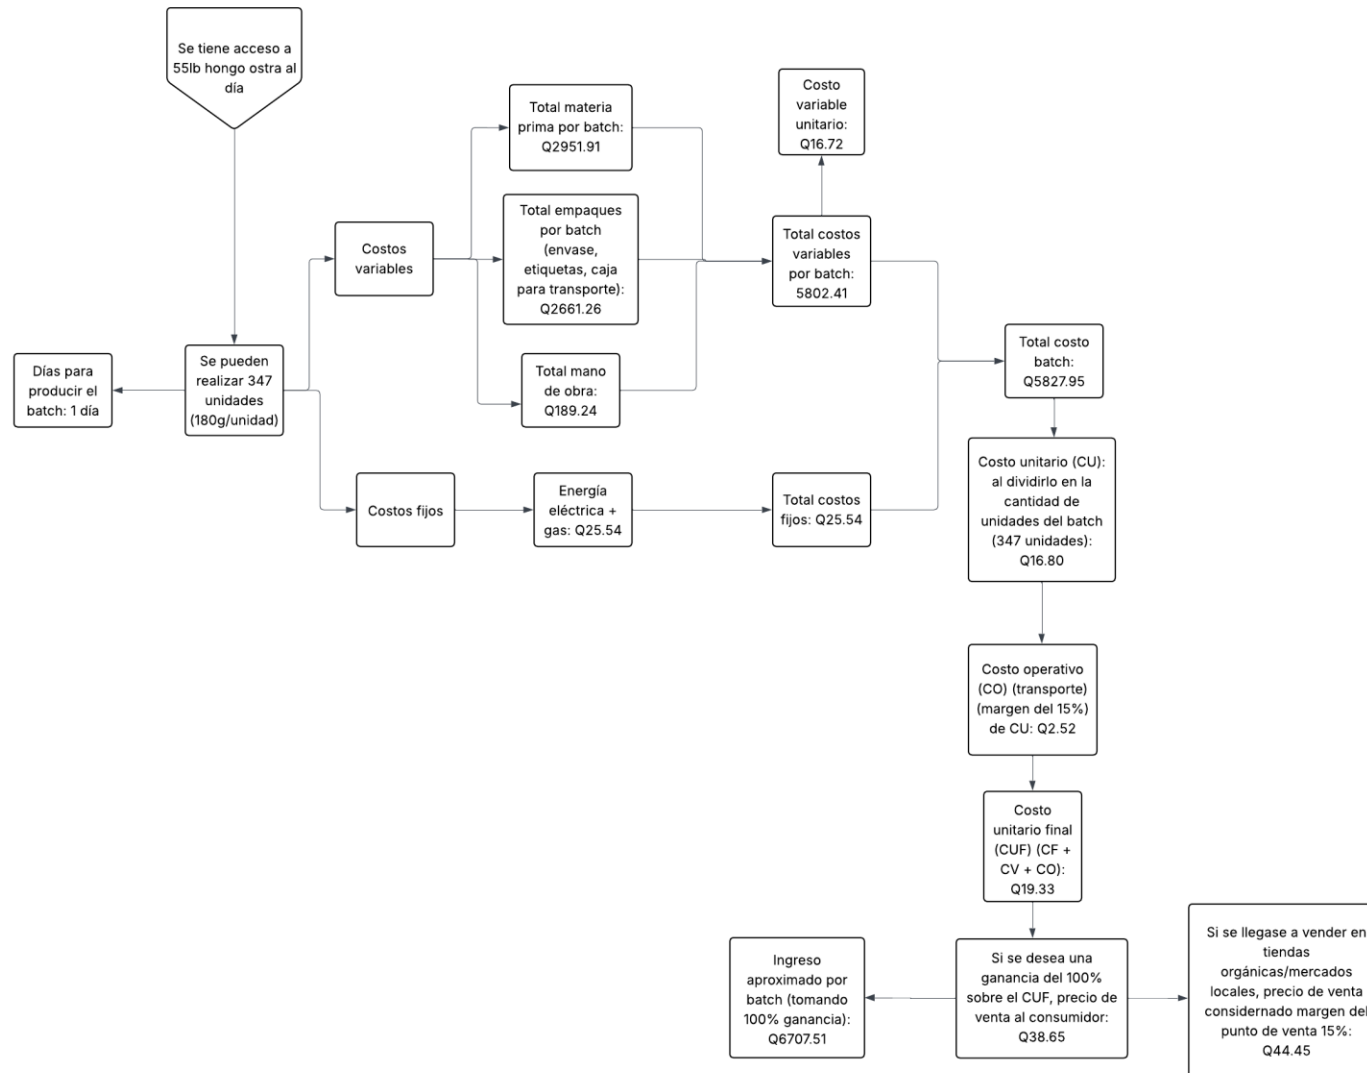 Se tiene acceso a
55lb hongo ostra al
día
Total materia
prima por batch:
Q2951.91
Costo
variable
unitario:
Q16.72
Total empaques
por batch
(envase,
etiquetas, caja
para transporte):
Q2661.26
Costos
variables
Total costos
variables
por batch:
5802.41
Días para
producir el
batch: 1 día
Se pueden
realizar 347
unidades
(180g/unidad)
Total mano
de obra:
Q189.24
Total costo
batch:
Q5827.95
Costos fijos
Energía
eléctrica +
gas: Q25.54
Total costos
fijos: Q25.54
Costo unitario (CU):
al dividirlo en la
cantidad de
unidades del batch
(347 unidades):
Q16.80
Costo operativo
(CO) (transporte)
(margen del 15%)
de CU: Q2.52
Costo
unitario final
(CUF) (CF +
CV + CO):
Q19.33
Ingreso
aproximado por
batch (tomando
100% ganancia):
Q6707.51
Si se desea una
ganancia del 100%
sobre el CUF, precio de
venta al consumidor:
Q38.65
Si se llegase a vender en
tiendas
orgánicas/mercados
locales, precio de venta
considernado margen del
punto de venta 15%:
Q44.45